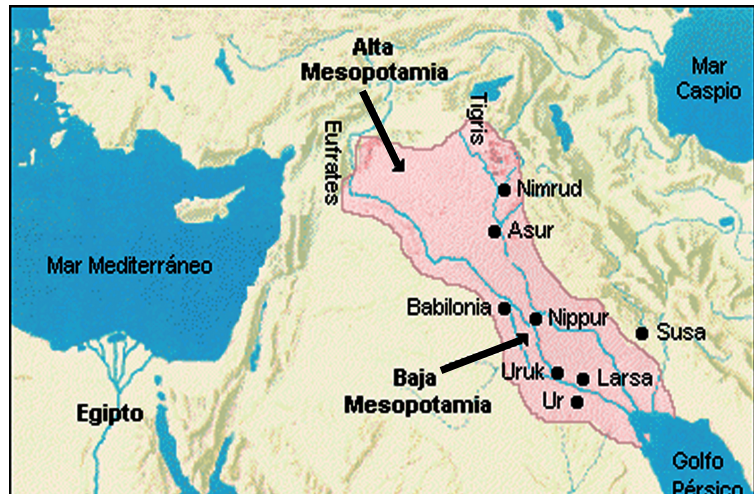 Alta
Mesopotamia
Mar
Caspio
Tigris
Eufrates
Nimrud
Asur
Mar Mediterráneo
Babilonia
Nippur
Susa
Uruk
Larsa
Baja
Mesopotamia
Ur
Egipto
Golfo
Pérsico